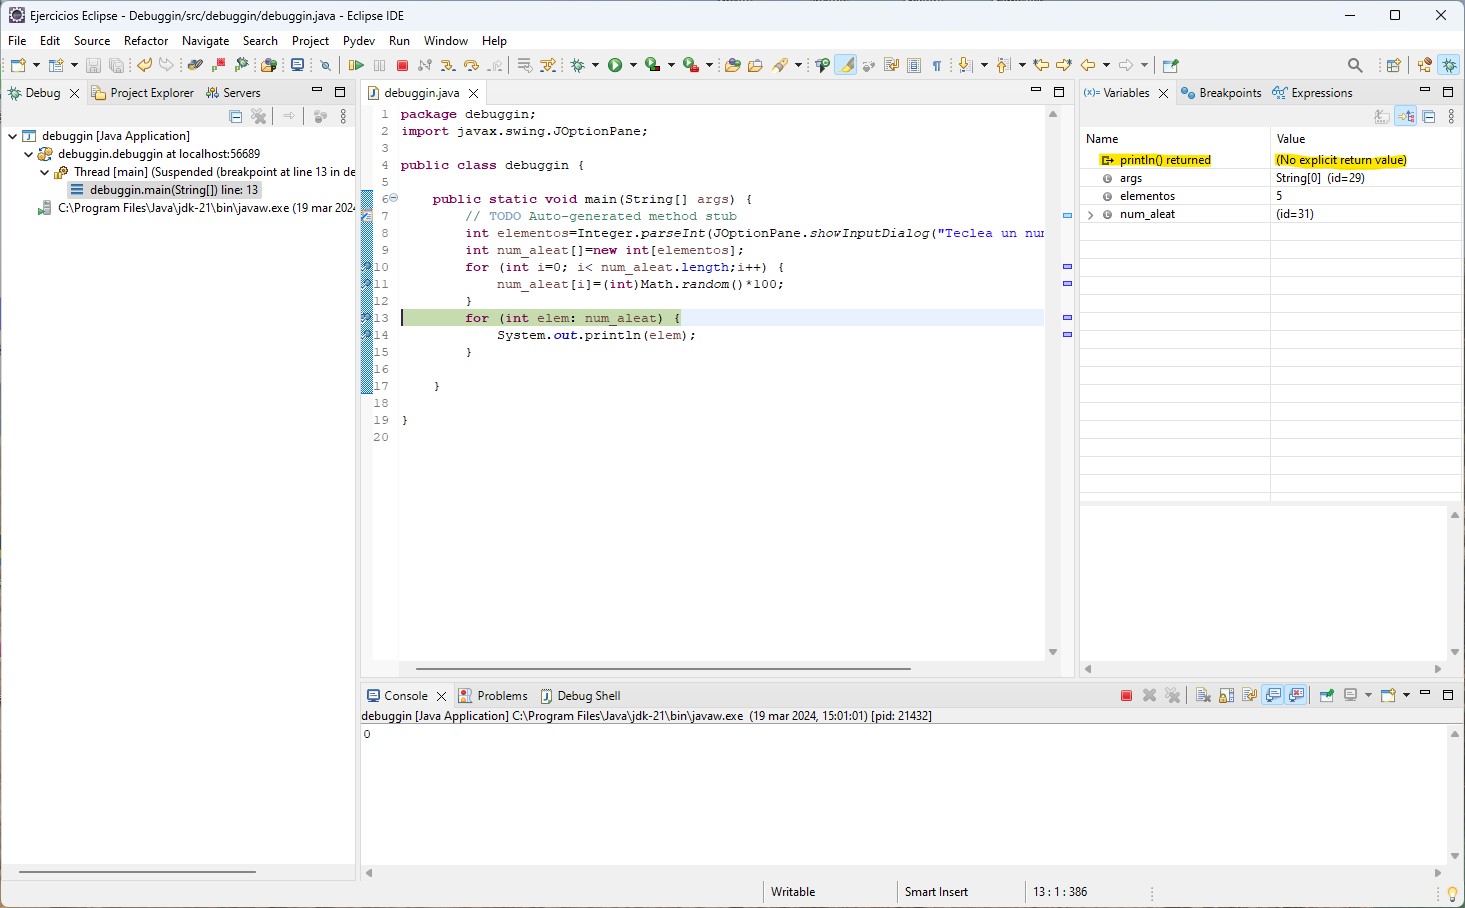 Ejercicios Eclipse - Debuggin/src/debuggin/debuggin.java - Eclipse IDE
File Edit Source Refactor Navigate Search Project Pydev Run Window Help
Debug Project Explorer Servers
debuggin [Java Application]
debuggin.debuggin at localhost:56689
Thread [main] (Suspended (breakpoint at line 13 in de
debuggin.main(String[]) line: 13
C:\Program Files\Java\jdk-21\bin\javaw.exe (19 mar 2024
debuggin.java
1 package debuggin;
2 import javax.swing.JOptionPane;
3
4 public class debuggin {
5
6 public static void main(String[] args) {
7 // TODO Auto-generated method stub
8 int elementos=Integer.parseInt(JOptionPane.showInputDialog("Teclea un nu
9 int num_aleat[]=new int[elementos];
10 for (int i=0; i< num_aleat.length;i++) {
11 num_aleat[i]=(int)Math.random()*100;
12 }
13 for (int elem: num_aleat) {
14 System.out.println(elem);
15 }
16
17 }
18
19 }
20
(x)= Variables Breakpoints Expressions
Name Value
println() returned (No explicit return value)
args String[0] (id=29)
elementos 5
num_aleat (id=31)
Console Problems Debug Shell
debuggin [Java Application] C:\Program Files\Java\jdk-21\bin\javaw.exe (19 mar 2024, 15:01:01) [pid: 21432]
0
Writable Smart Insert 13 : 1 : 386